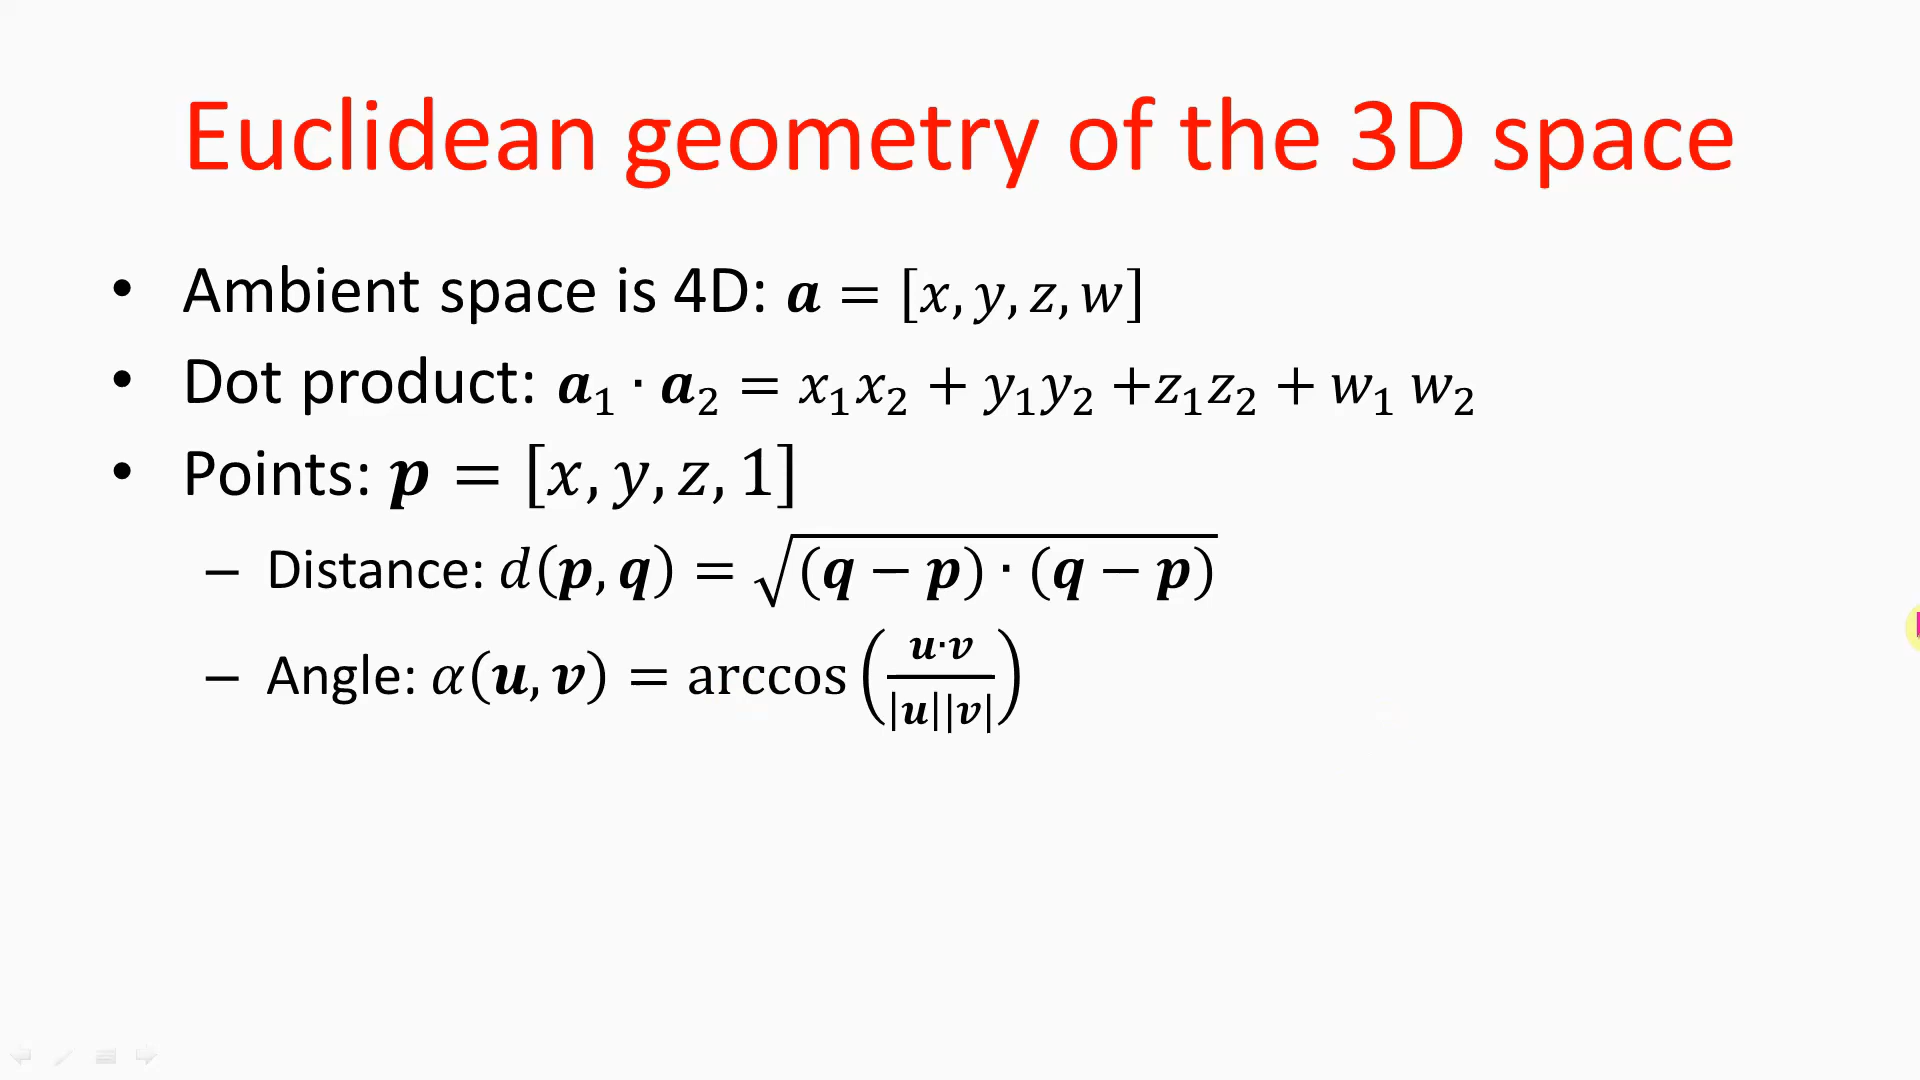 Euclidean geometry of the 3D space
• Ambient space is 4D: 𝒂 = [𝑥, 𝑦, 𝑧, 𝑤]
• Dot product: 𝒂₁ · 𝒂₂ = 𝑥₁𝑥₂ + 𝑦₁𝑦₂ +𝑧₁𝑧₂ + 𝑤₁ 𝑤₂
• Points: 𝒑 = [𝑥, 𝑦, 𝑧, 1]
– Distance: 𝑑(𝒑, 𝒒) = √((𝒒 − 𝒑) · (𝒒 − 𝒑))
– Angle: 𝛼(𝒖, 𝒗) = arccos(𝒖·𝒗 / |𝒖||𝒗|)